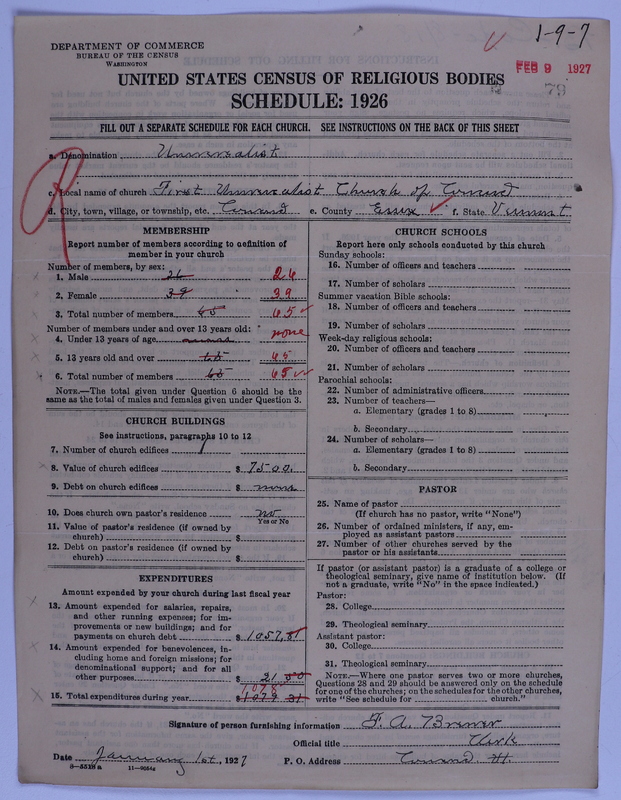 1-9-7
DEPARTMENT OF COMMERCE
BUREAU OF THE CENSUS
WASHINGTON
FEB 9 1927
79
UNITED STATES CENSUS OF RELIGIOUS BODIES
SCHEDULE: 1926
FILL OUT A SEPARATE SCHEDULE FOR EACH CHURCH. SEE INSTRUCTIONS ON THE BACK OF THIS SHEET
a. Denomination Universalist
c. Local name of church First Universalist Church of Concord
d. City, town, village, or township, etc. Concord e. County Essex f. State Vermont
MEMBERSHIP
Report number of members according to definition of
member in your church
Number of members, by sex:
1. Male 26 26
2. Female 39 39
3. Total number of members 65 65
Number of members under and over 13 years old:
4. Under 13 years of age none
5. 13 years old and over 65 65
6. Total number of members 65 65
NOTE.—The total given under Question 6 should be
same as the total of males and females given under Question 3.
CHURCH BUILDINGS
See instructions, paragraphs 10 to 12
7. Number of church edifices 1
8. Value of church edifices $ 7500.
9. Debt on church edifices $ none
10. Does church own pastor's residence no
Yes or No
11. Value of pastor's residence (if owned by
church) $
12. Debt on pastor's residence (if owned by
church) $
EXPENDITURES
Amount expended by your church during last fiscal year
13. Amount expended for salaries, repairs,
and other running expenses; for im-
provements or new buildings; and for
payments on church debt $ 1057.81
14. Amount expended for benevolences, in-
cluding home and foreign missions; for
denominational support; and for all
other purposes $ 21 00
1078
15. Total expenditures during year $ 1079 81
CHURCH SCHOOLS
Report here only schools conducted by this church
Sunday schools:
16. Number of officers and teachers
17. Number of scholars
Summer vacation Bible schools:
18. Number of officers and teachers
19. Number of scholars
Week-day religious schools:
20. Number of officers and teachers
21. Number of scholars
Parochial schools:
22. Number of administrative officers
23. Number of teachers—
a. Elementary (grades 1 to 8)
b. Secondary
24. Number of scholars—
a. Elementary (grades 1 to 8)
b. Secondary
PASTOR
25. Name of pastor
(If church has no pastor, write "None")
26. Number of ordained ministers, if any, em-
ployed as assistant pastors
27. Number of other churches served by the
pastor or his assistants
If pastor (or assistant pastor) is a graduate of a college or
theological seminary, give name of institution below. (If
not a graduate, write "No" in the space indicated.)
Pastor:
28. College
29. Theological seminary
Assistant pastor:
30. College
31. Theological seminary
NOTE.—Where one pastor serves two or more churches,
Questions 28 and 29 should be answered only on the schedule
for one of the churches; on the schedules for the other churches,
write "See schedule for church."
Signature of person furnishing information F. A. Brewer
Official title Clerk
Date January 1st, 1927 P. O. Address Concord Vt.
8-5518 a 11-9054